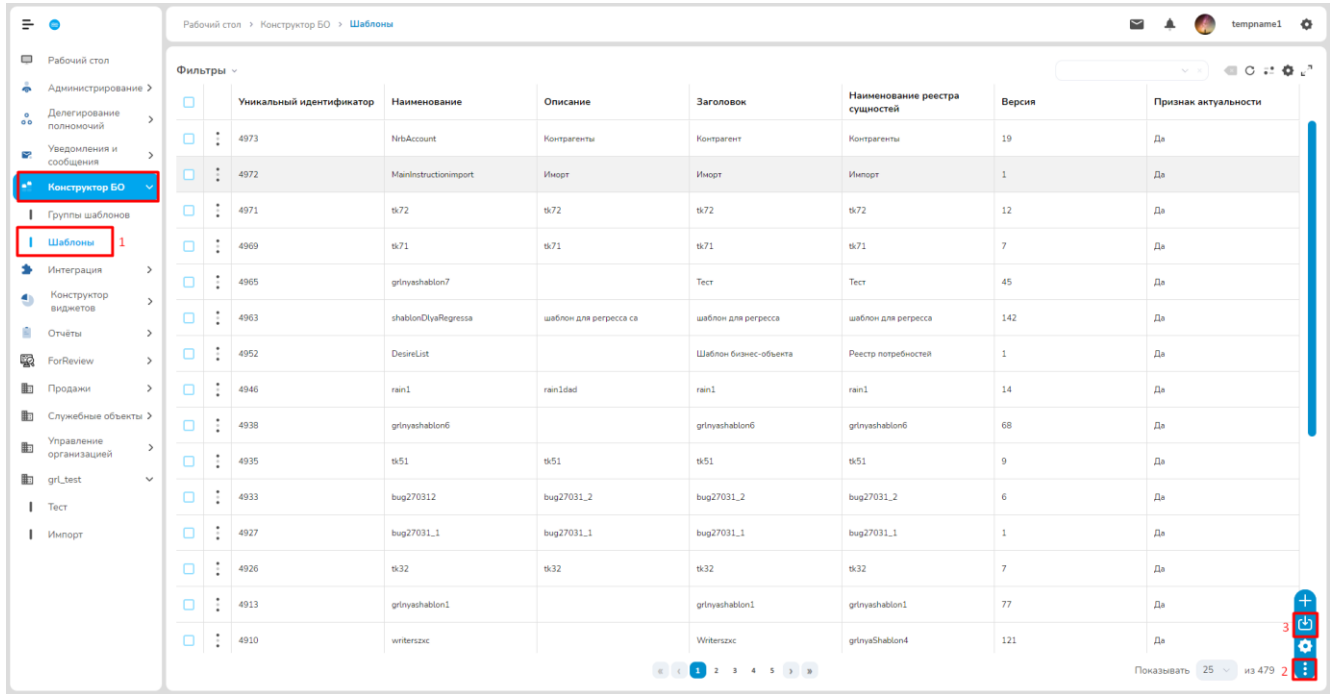 Рабочий стол > Конструктор БО > Шаблоны
tempname1
Рабочий стол
Администрирование
Делегирование
полномочий
Уведомления и
сообщения
Конструктор БО
Группы шаблонов
Шаблоны 1
Интеграция
Конструктор
виджетов
Отчёты
ForReview
Продажи
Служебные объекты
Управление
организацией
grl_test
Тест
Импорт
Фильтры
Уникальный идентификатор Наименование Описание Заголовок Наименование реестра сущностей Версия Признак актуальности
4973 NrbAccount Контрагенты Контрагент Контрагенты 19 Да
4972 MainInstructionimport Иморт Иморт Импорт 1 Да
4971 tk72 tk72 tk72 tk72 12 Да
4969 tk71 tk71 tk71 tk71 7 Да
4965 grlnyashablon7 Тест Тест 45 Да
4963 shablonDlyaRegressa шаблон для регресса са шаблон для регресса шаблон для регресса 142 Да
4952 DesireList Шаблон бизнес-объекта Реестр потребностей 1 Да
4946 rain1 rain1dad rain1 rain1 14 Да
4938 grlnyashablon6 grlnyashablon6 grlnyashablon6 68 Да
4935 tk51 tk51 tk51 tk51 9 Да
4933 bug270312 bug27031_2 bug27031_2 bug27031_2 6 Да
4927 bug27031_1 bug27031_1 bug27031_1 bug27031_1 1 Да
4926 tk32 tk32 tk32 tk32 7 Да
4913 grlnyashablon1 grlnyashablon1 grlnyashablon1 77 Да
4910 writerszxc Writerszxc grlnyaShablon4 121 Да
3
« ‹ 1 2 3 4 5 › »
Показывать 25 из 479 2